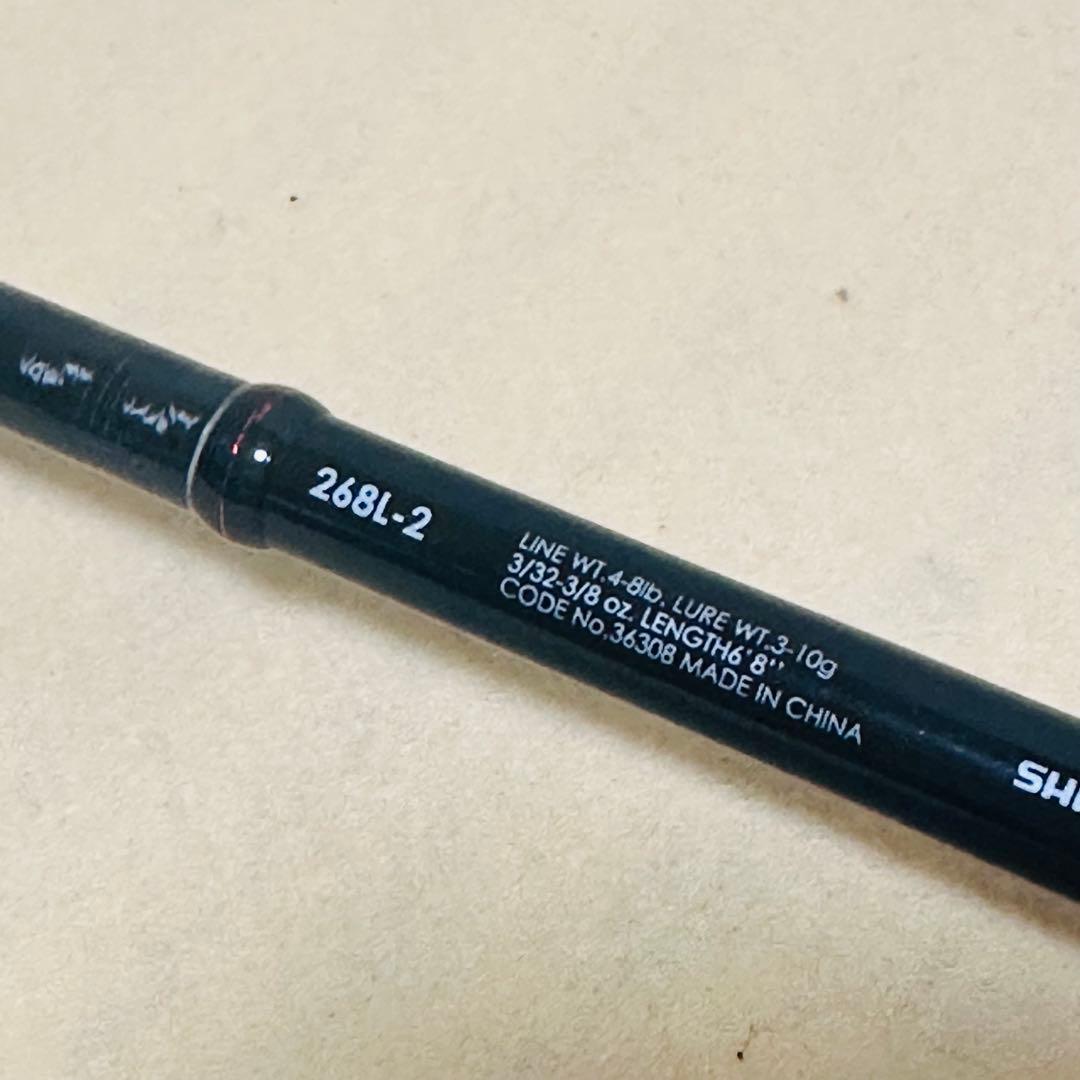 268L-2
LINE WT.4-8lb. LURE WT.3-10g
3/32-3/8 oz. LENGTH6'8''
CODE No.36308 MADE IN CHINA